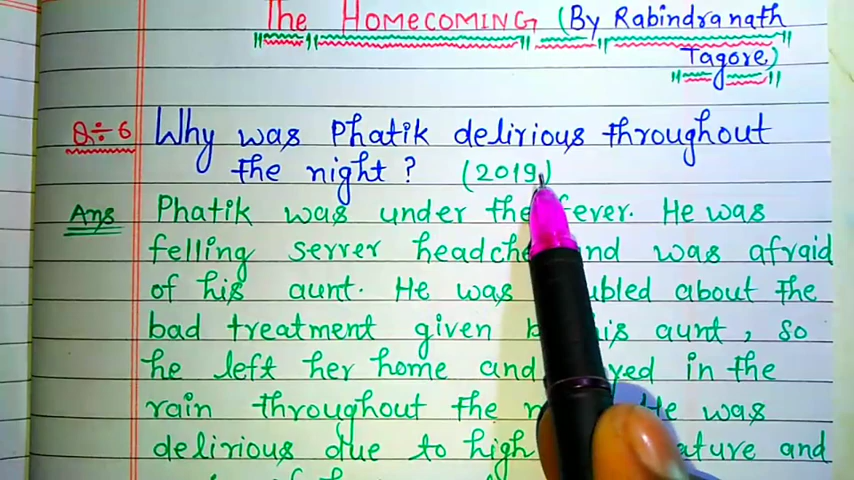 The HOMECOMING (By Rabindranath
Tagore)
Q÷6 Why was Phatik delirious throughout
the night? (2019)
Ans Phatik was under the fever. He was
felling serrer headche and was afraid
of his aunt. He was about the
bad treatment given his aunt, so
he left her home and in the
rain throughout the He was
delirious due to high and